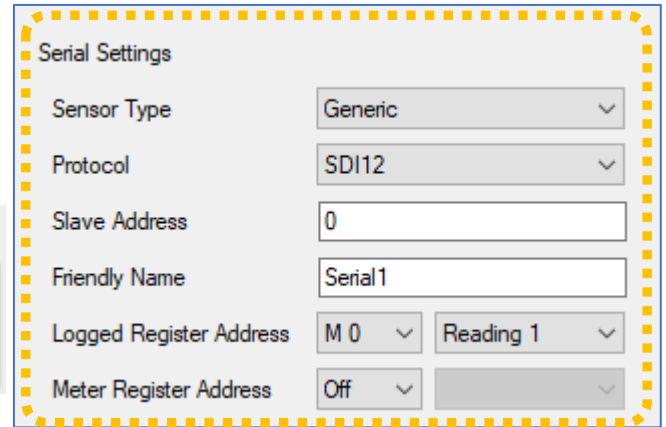 Serial Settings
Sensor Type Generic
Protocol SDI12
Slave Address 0
Friendly Name Serial1
Logged Register Address M 0 Reading 1
Meter Register Address Off